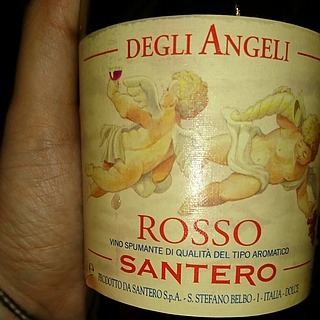 DEGLI ANGELI
ROSSO
VINO SPUMANTE DI QUALITÀ DEL TIPO AROMATICO
SANTERO
PRODOTTO DA SANTERO S.p.A. - S. STEFANO BELBO - I - ITALIA - DOLCE